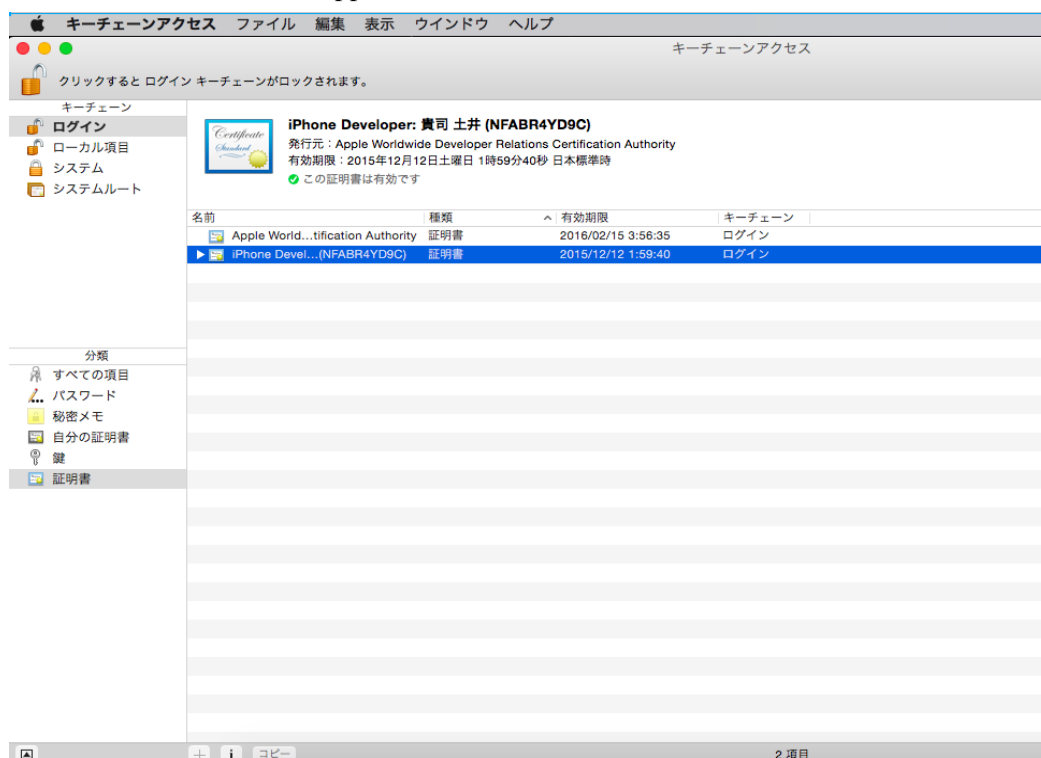 キーチェーンアクセス ファイル 編集 表示 ウインドウ ヘルプ
キーチェーンアクセス
クリックすると ログイン キーチェーンがロックされます。
キーチェーン
ログイン
ローカル項目
システム
システムルート
Certificate
Standard
iPhone Developer: 貴司 土井 (NFABR4YD9C)
発行元：Apple Worldwide Developer Relations Certification Authority
有効期限：2015年12月12日土曜日 1時59分40秒 日本標準時
この証明書は有効です
名前 種類 有効期限 キーチェーン
Apple World...tification Authority 証明書 2016/02/15 3:56:35 ログイン
iPhone Devel...(NFABR4YD9C) 証明書 2015/12/12 1:59:40 ログイン
分類
すべての項目
パスワード
秘密メモ
自分の証明書
鍵
証明書
+ i コピー 2 項目